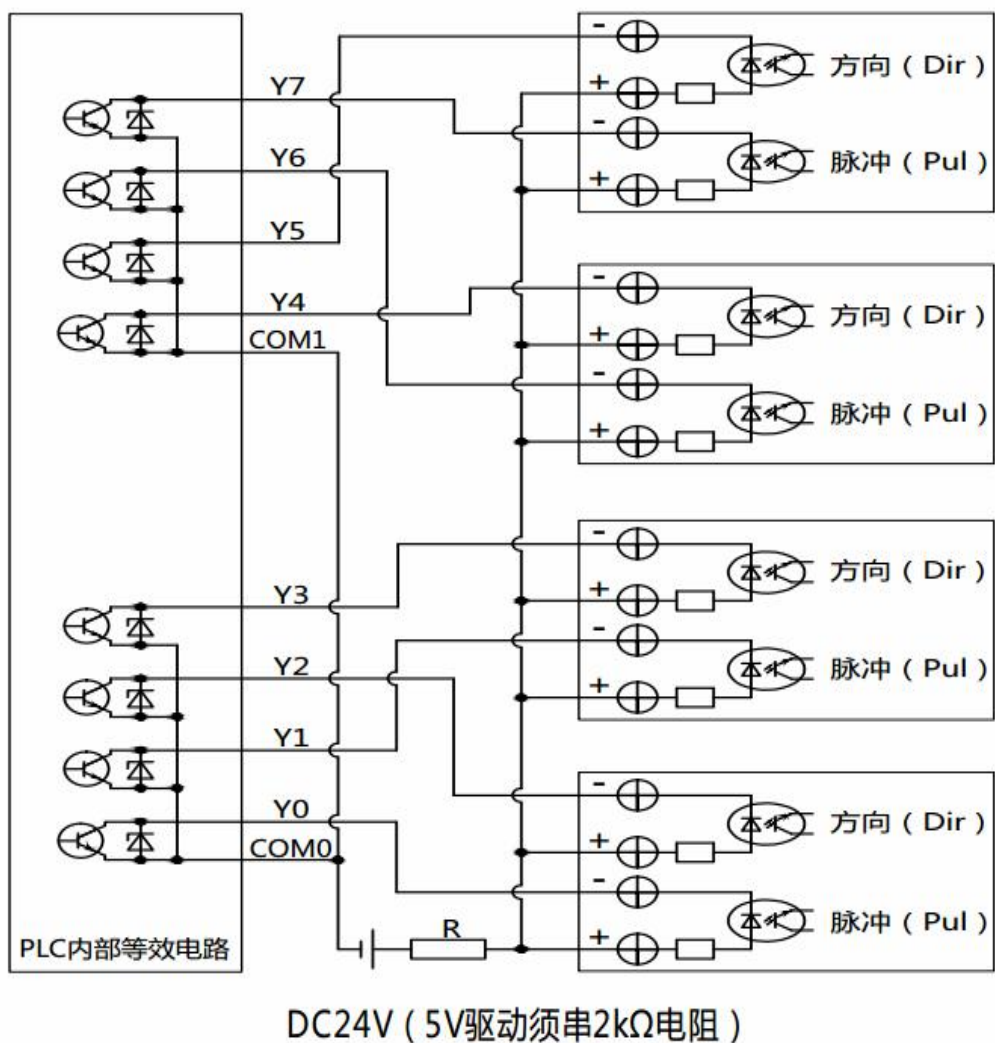 -
方向（Dir）
+
Y7
-
脉冲（Pul）
+
Y6
Y5
-
Y4
方向（Dir）
COM1
+
-
脉冲（Pul）
+
-
方向（Dir）
Y3
+
-
脉冲（Pul）
Y2
+
Y1
-
Y0
方向（Dir）
COM0
+
-
脉冲（Pul）
R
+
PLC内部等效电路
DC24V（5V驱动须串2kΩ电阻）